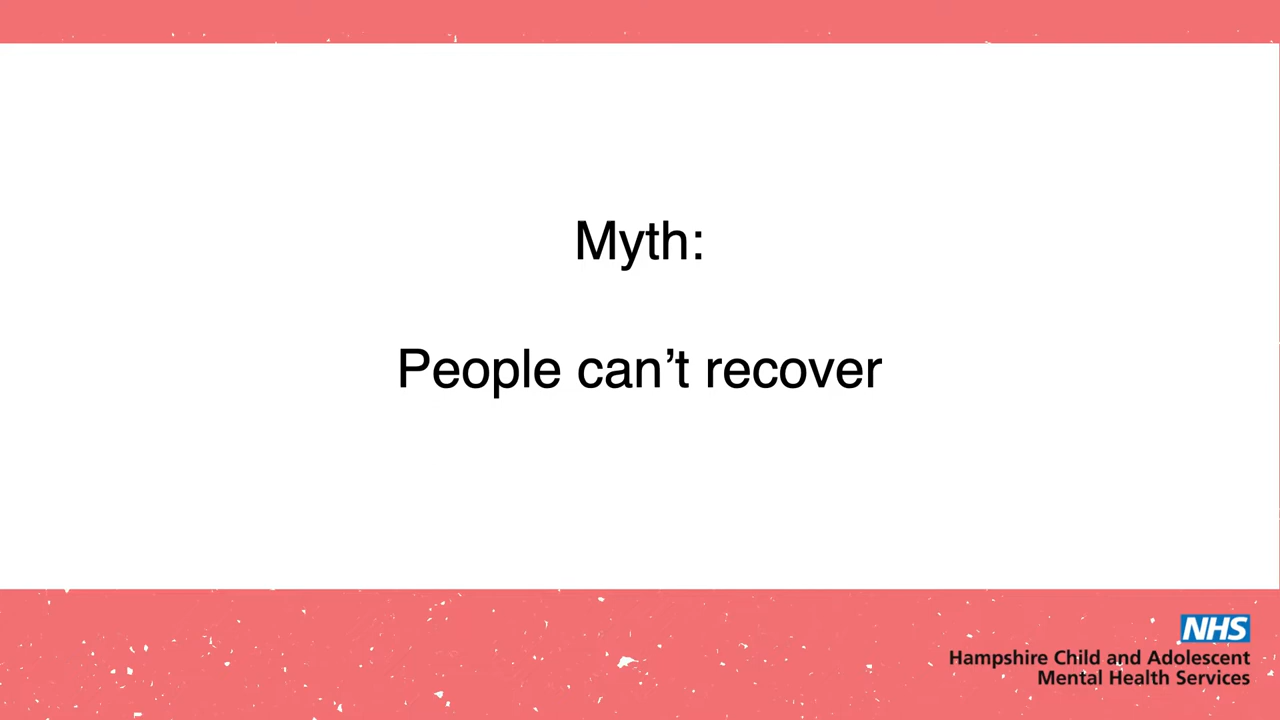 Myth:
People can’t recover
NHS
Hampshire Child and Adolescent
Mental Health Services